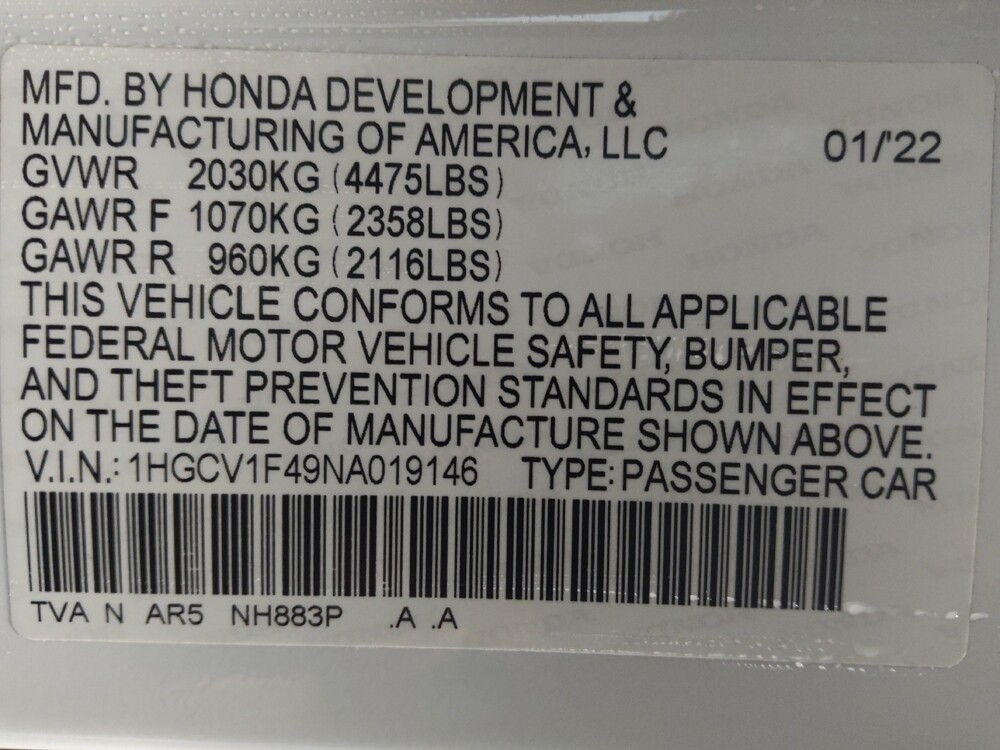 MFD. BY HONDA DEVELOPMENT &
MANUFACTURING OF AMERICA, LLC 01/'22
GVWR 2030KG (4475LBS)
GAWR F 1070KG (2358LBS)
GAWR R 960KG (2116LBS)
THIS VEHICLE CONFORMS TO ALL APPLICABLE
FEDERAL MOTOR VEHICLE SAFETY, BUMPER,
AND THEFT PREVENTION STANDARDS IN EFFECT
ON THE DATE OF MANUFACTURE SHOWN ABOVE.
V.I.N.: 1HGCV1F49NA019146 TYPE: PASSENGER CAR
TVA N AR5 NH883P .A .A